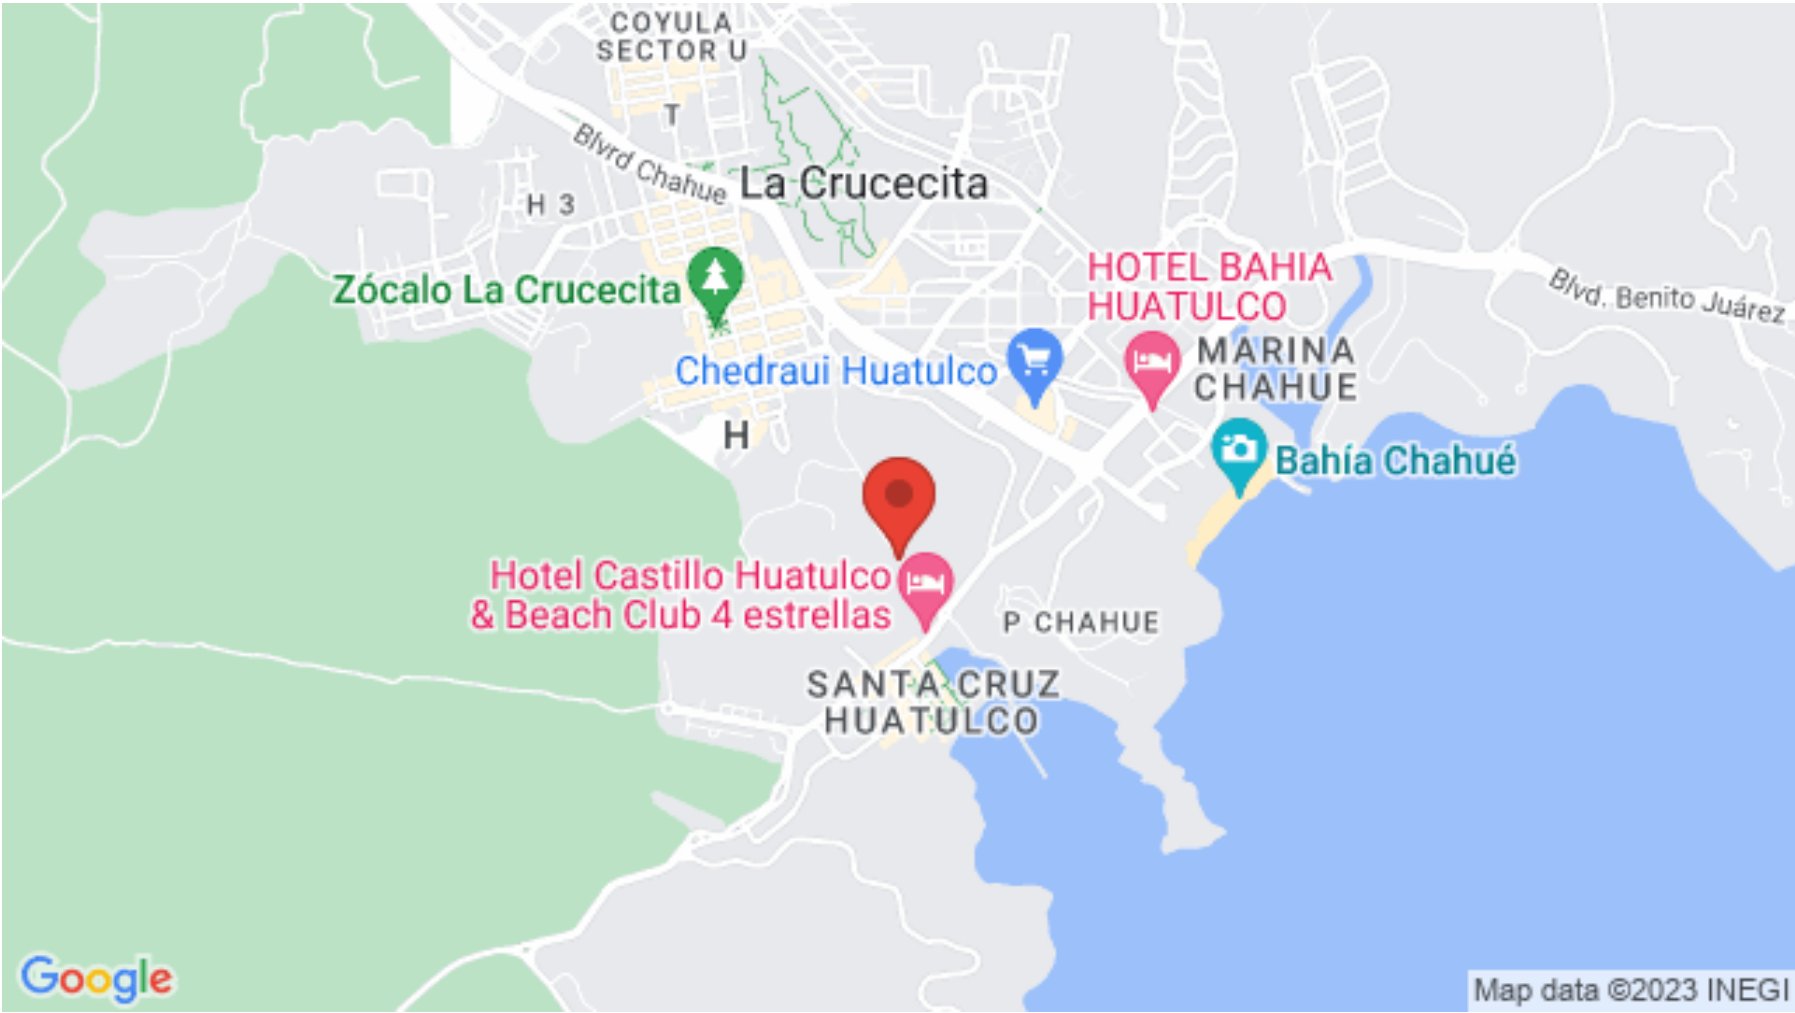 COYULA
SECTOR U
T
Blvrd Chahue
La Crucecita
H 3
Zócalo La Crucecita
HOTEL BAHIA
HUATULCO
Blvd. Benito Juárez
MARINA
CHAHUE
Chedraui Huatulco
H
Bahía Chahué
Hotel Castillo Huatulco
& Beach Club 4 estrellas
P CHAHUE
SANTA CRUZ
HUATULCO
Google
Map data ©2023 INEGI